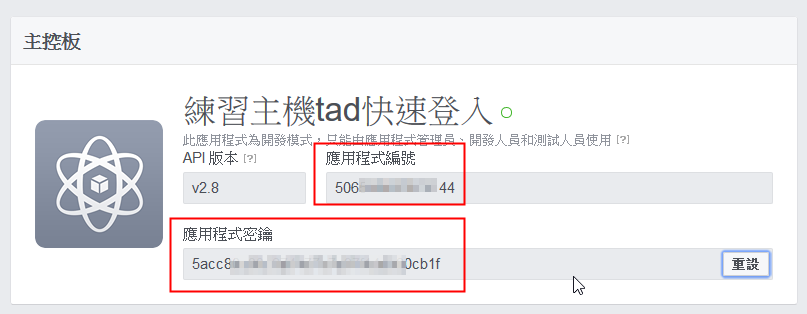 主控板
練習主機tad快速登入
此應用程式為開發模式，只能由應用程式管理員、開發人員和測試人員使用 [?]
API 版本 [?]
應用程式編號
v2.8
506 44
應用程式密鑰
5acc8 0cb1f
重設